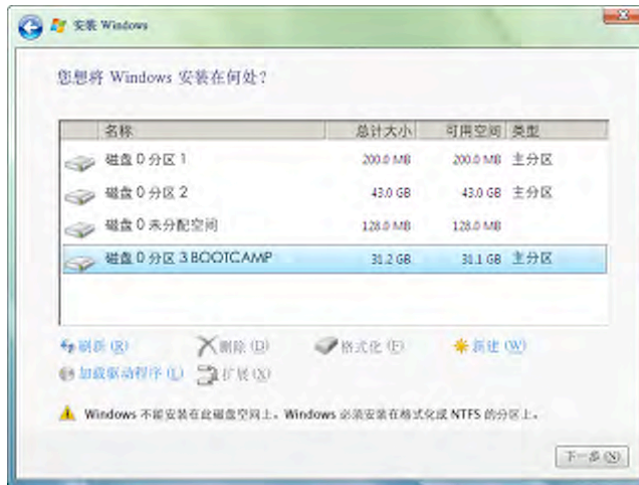 安装 Windows
您想将 Windows 安装在何处?
名称 总计大小 可用空间 类型
磁盘 0 分区 1 200.0 MB 200.0 MB 主分区
磁盘 0 分区 2 43.0 GB 43.0 GB 主分区
磁盘 0 未分配空间 128.0 MB 128.0 MB
磁盘 0 分区 3 BOOTCAMP 31.2 GB 31.1 GB 主分区
刷新 (R) 删除 (D) 格式化 (F) 新建 (W)
加载驱动程序 (L) 扩展 (X)
Windows 不能安装在此磁盘空间上。Windows 必须安装在格式化成 NTFS 的分区上。
下一步 (N)